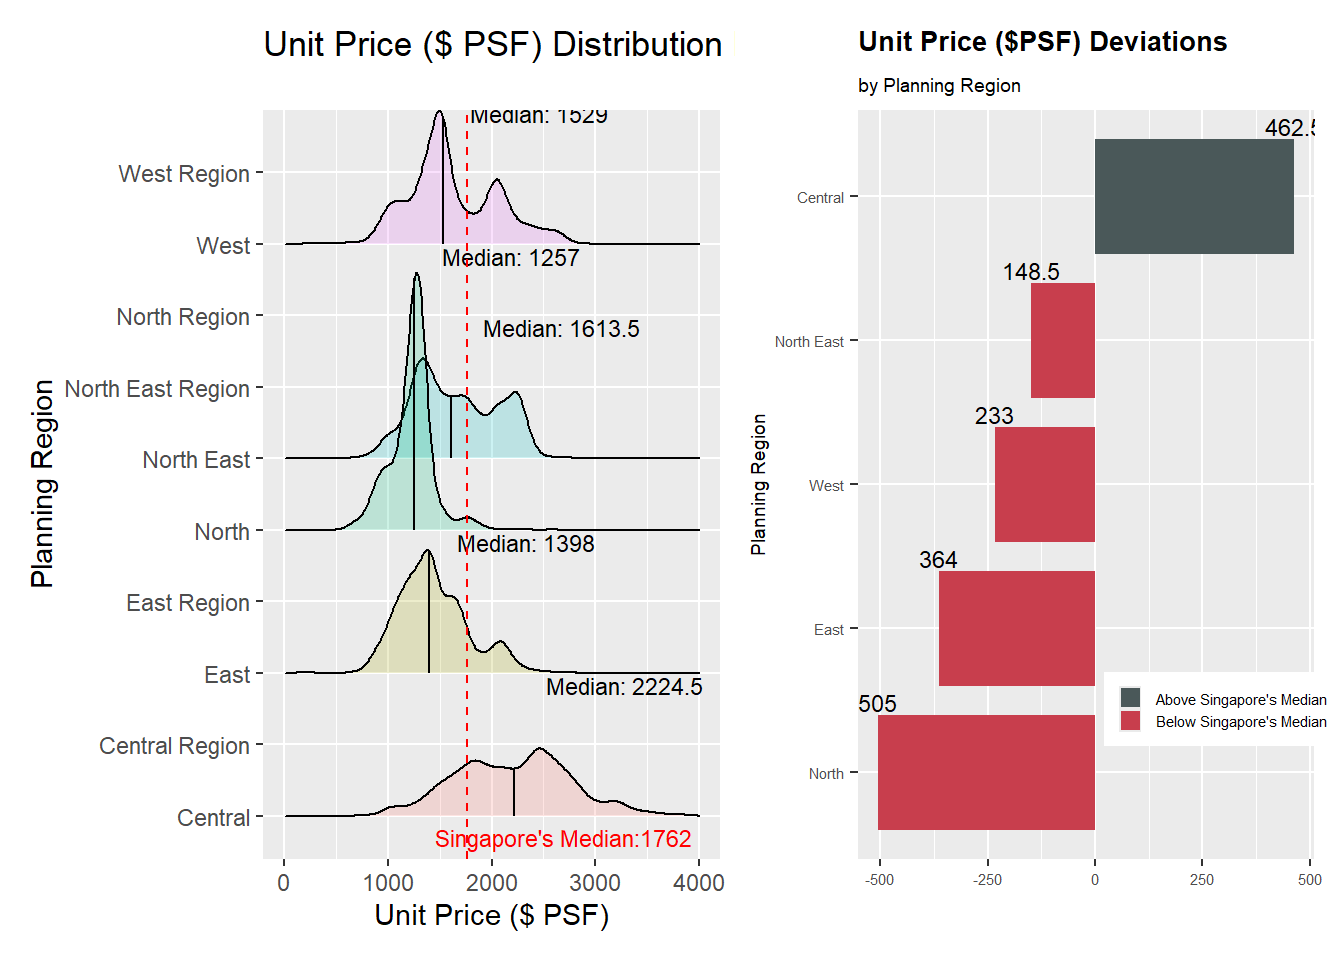 Unit Price ($ PSF) Distribution
Median: 1529
West Region
West
Median: 1257
North Region
Median: 1613.5
North East Region
North East
North
Median: 1398
East Region
East
Median: 2224.5
Central Region
Central
Singapore's Median:1762
Planning Region
0 1000 2000 3000 4000
Unit Price ($ PSF)
Unit Price ($PSF) Deviations
by Planning Region
462.5
Central
148.5
North East
233
West
364
East
505
North
Planning Region
Above Singapore's Median
Below Singapore's Median
-500 -250 0 250 500